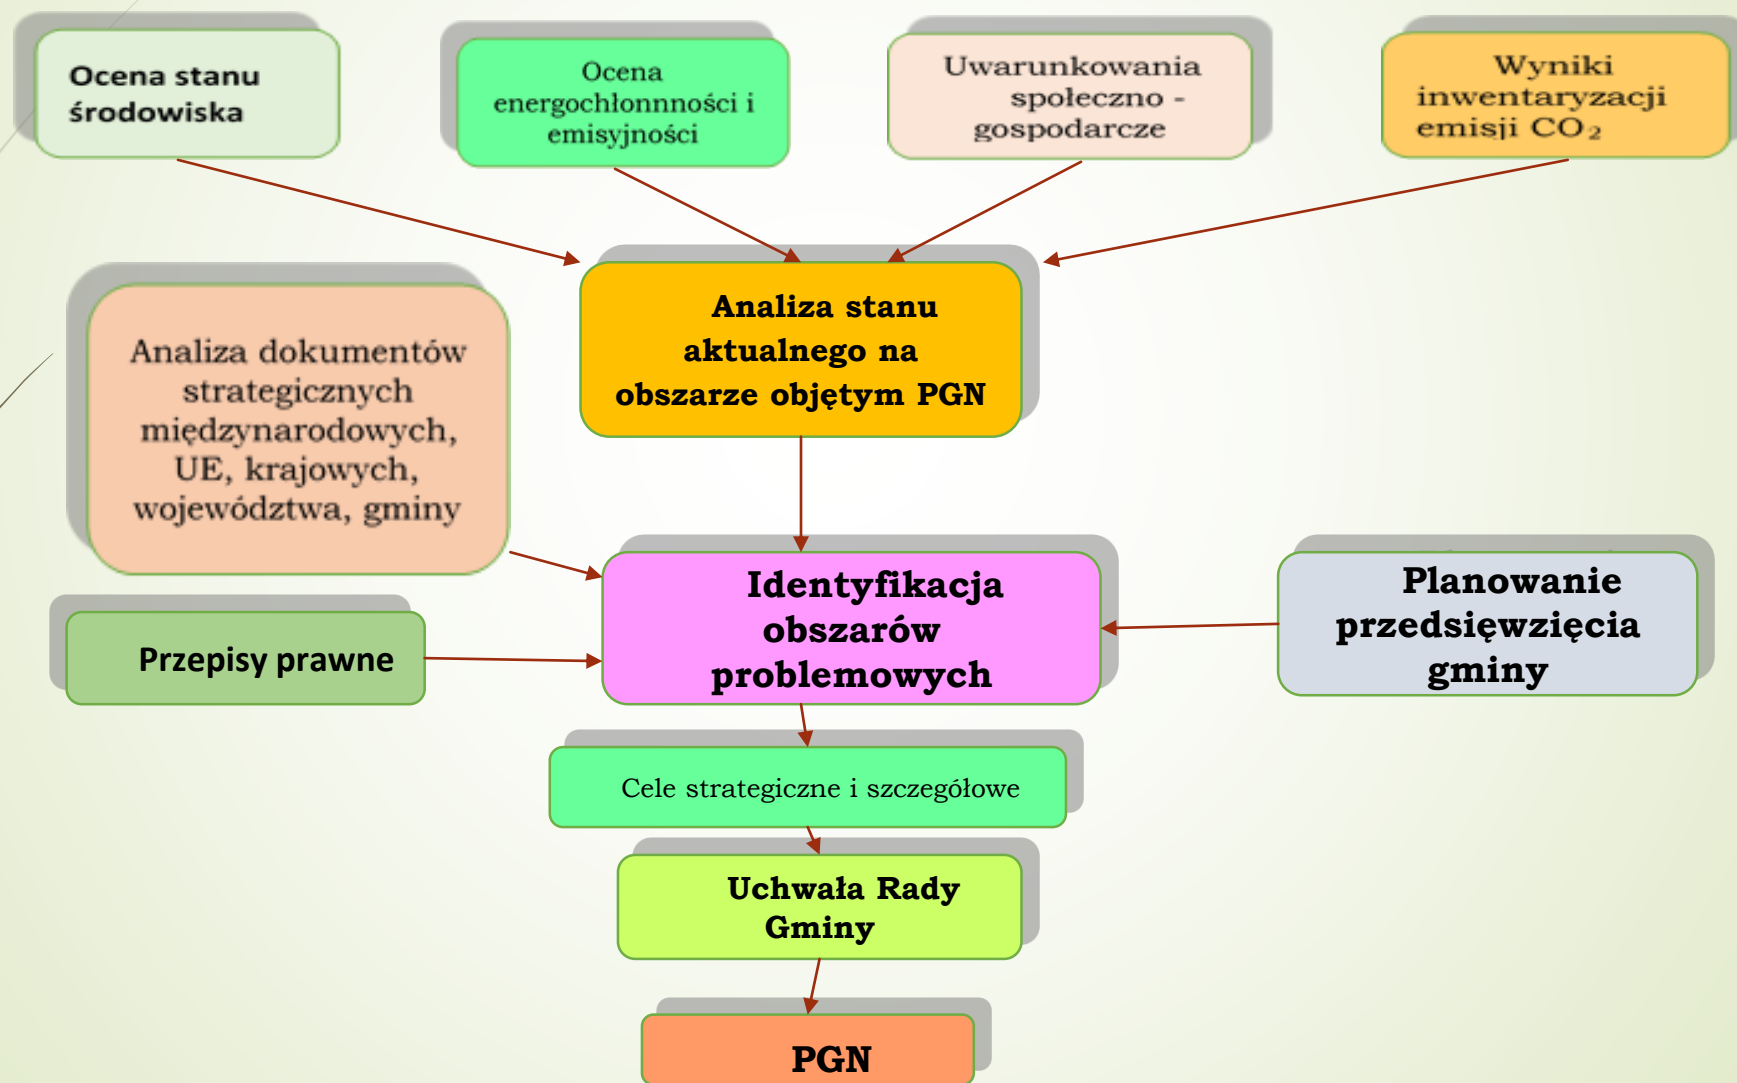 Ocena stanu
środowiska
Ocena
energochłonnności i
emisyjności
Uwarunkowania
społeczno -
gospodarcze
Wyniki
inwentaryzacji
emisji CO₂
Analiza stanu
aktualnego na
obszarze objętym PGN
Analiza dokumentów
strategicznych
międzynarodowych,
UE, krajowych,
województwa, gminy
Identyfikacja
obszarów
problemowych
Planowanie
przedsięwzięcia
gminy
Przepisy prawne
Cele strategiczne i szczegółowe
Uchwała Rady
Gminy
PGN